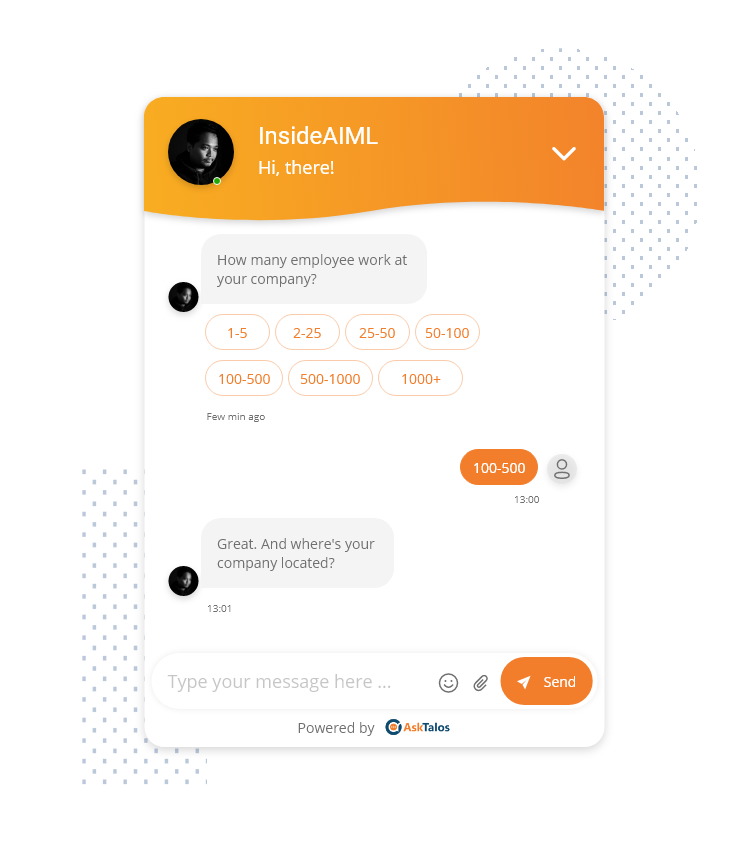 InsideAIML
Hi, there!
How many employee work at
your company?
1-5 2-25 25-50 50-100
100-500 500-1000 1000+
Few min ago
100-500
13:00
Great. And where's your
company located?
13:01
Type your message here ...
Send
Powered by AskTalos